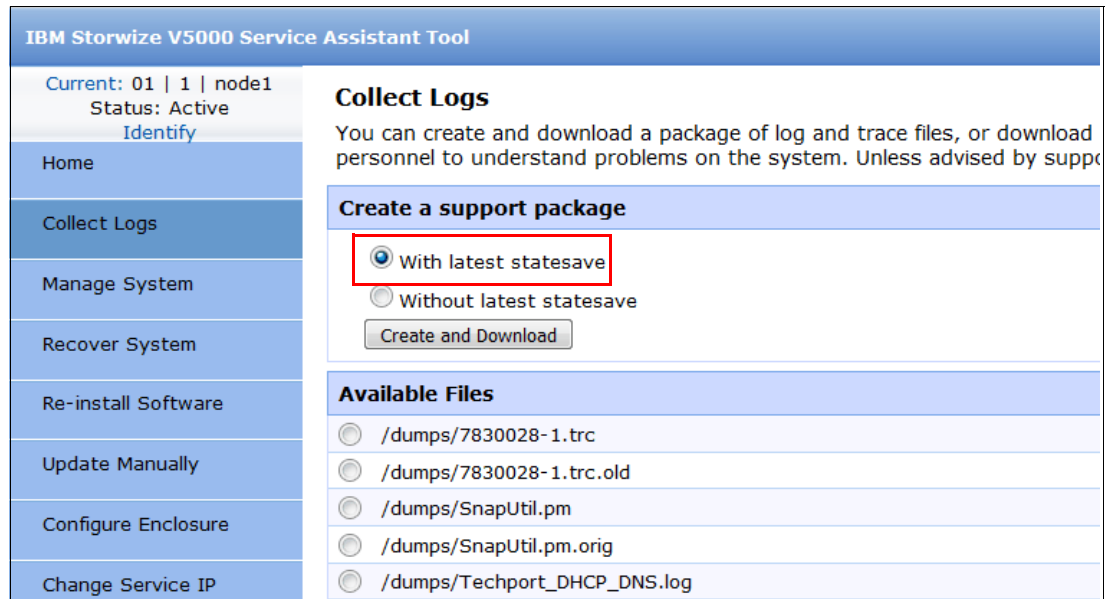 IBM Storwize V5000 Service Assistant Tool
Current: 01 | 1 | node1
Status: Active
Identify
Home
Collect Logs
Manage System
Recover System
Re-install Software
Update Manually
Configure Enclosure
Change Service IP
Collect Logs
You can create and download a package of log and trace files, or download
personnel to understand problems on the system. Unless advised by suppo
Create a support package
With latest statesave
Without latest statesave
Create and Download
Available Files
/dumps/7830028-1.trc
/dumps/7830028-1.trc.old
/dumps/SnapUtil.pm
/dumps/SnapUtil.pm.orig
/dumps/Techport_DHCP_DNS.log